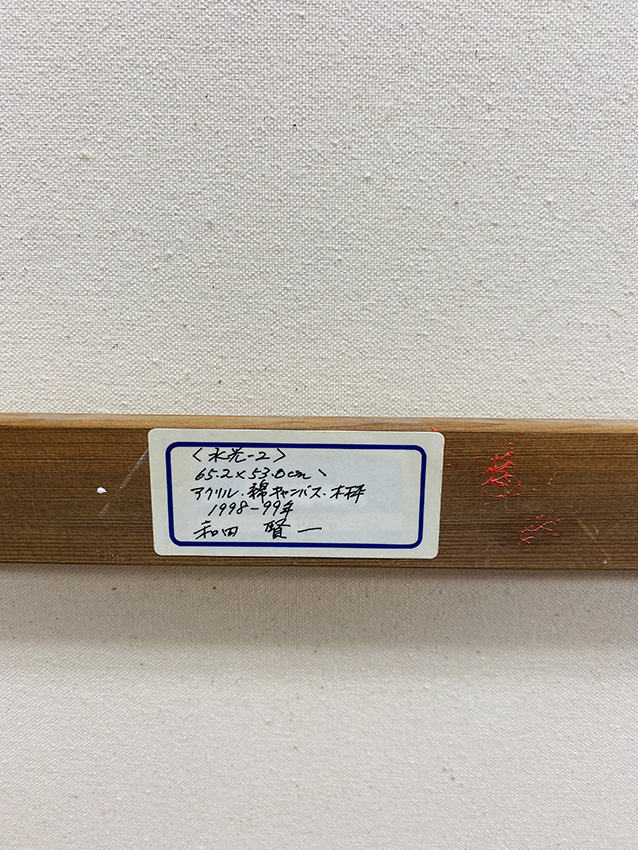 〈水光-2〉
65.2×53.0cm、
アクリル・綿キャンバス・木枠
1998-99年
和田 賢一